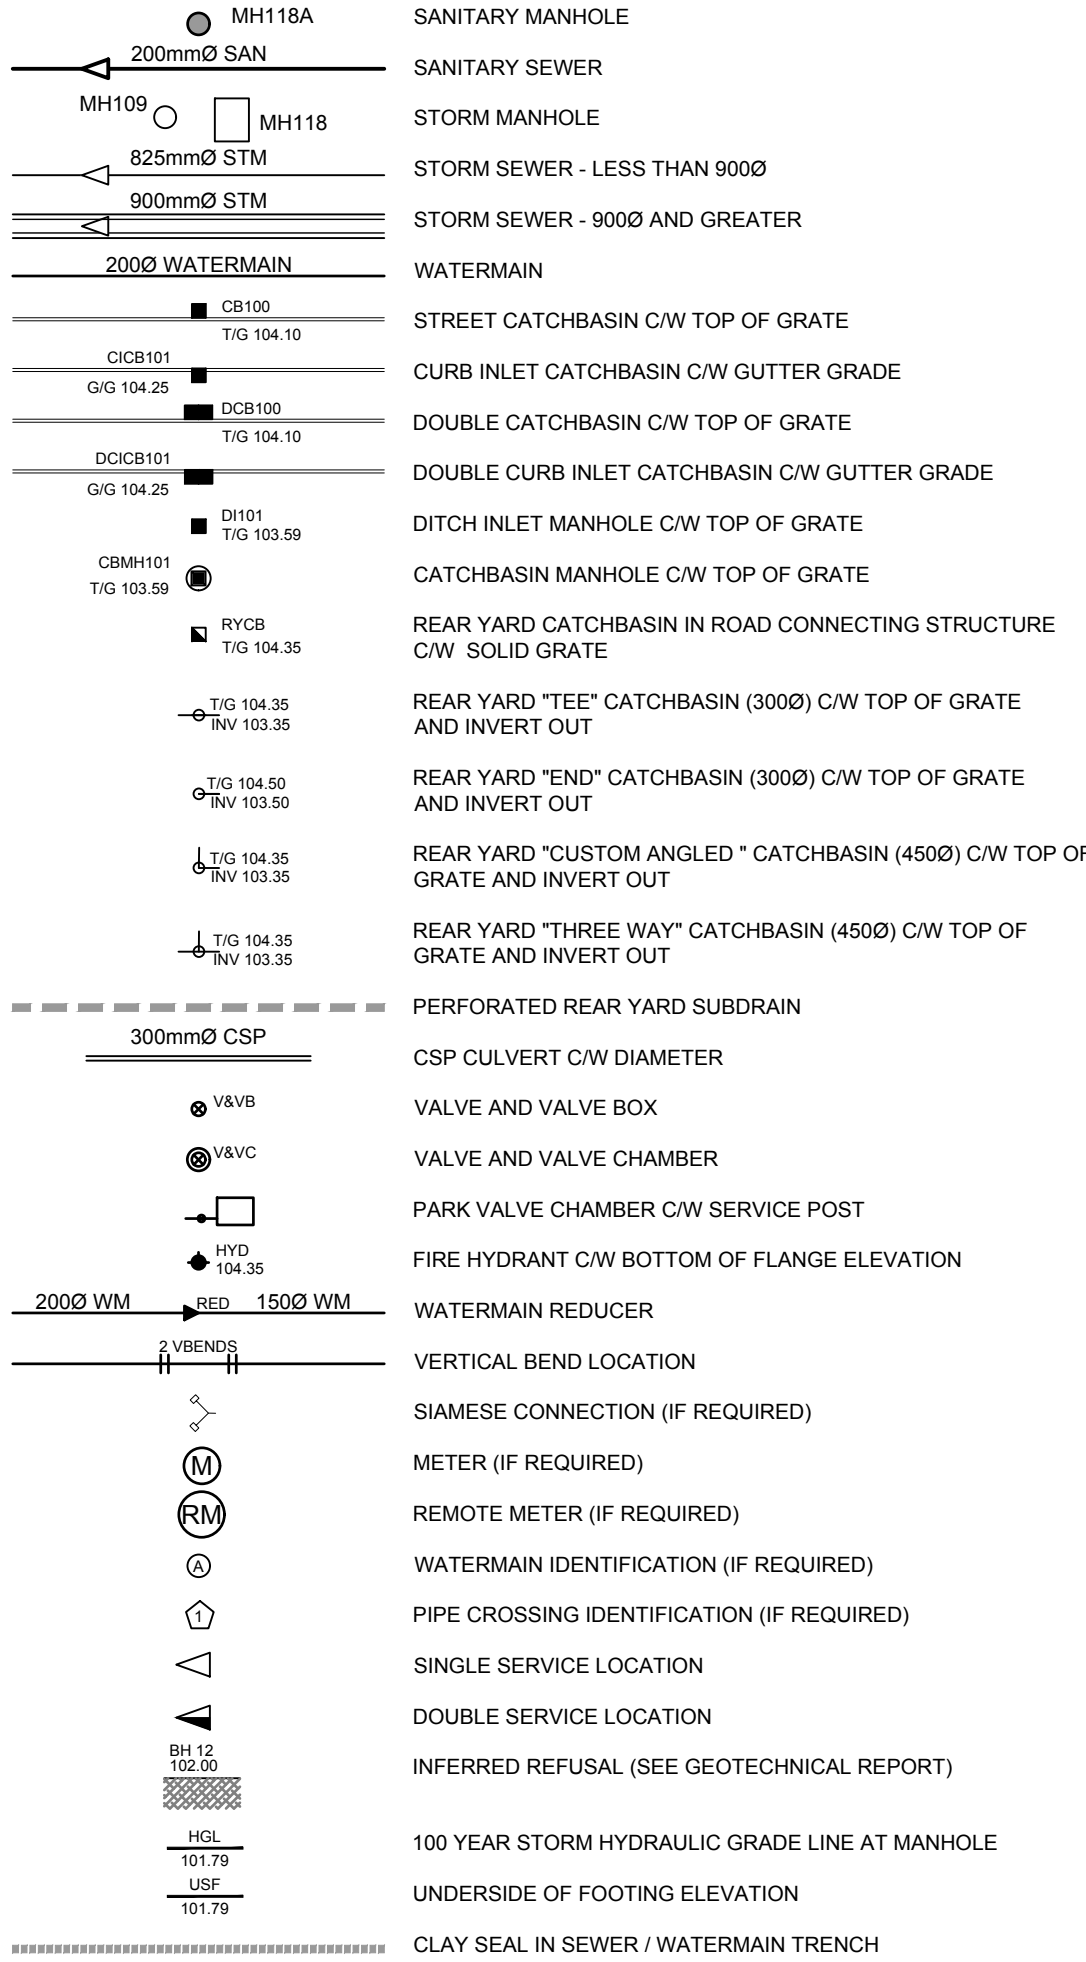 MH118A
SANITARY MANHOLE
200mmØ SAN
SANITARY SEWER
MH109
MH118
STORM MANHOLE
825mmØ STM
STORM SEWER - LESS THAN 900Ø
900mmØ STM
STORM SEWER - 900Ø AND GREATER
200Ø WATERMAIN
WATERMAIN
CB100
T/G 104.10
STREET CATCHBASIN C/W TOP OF GRATE
CICB101
G/G 104.25
CURB INLET CATCHBASIN C/W GUTTER GRADE
DCB100
T/G 104.10
DOUBLE CATCHBASIN C/W TOP OF GRATE
DCICB101
G/G 104.25
DOUBLE CURB INLET CATCHBASIN C/W GUTTER GRADE
DI101
T/G 103.59
DITCH INLET MANHOLE C/W TOP OF GRATE
CBMH101
T/G 103.59
CATCHBASIN MANHOLE C/W TOP OF GRATE
RYCB
T/G 104.35
REAR YARD CATCHBASIN IN ROAD CONNECTING STRUCTURE
C/W SOLID GRATE
T/G 104.35
INV 103.35
REAR YARD "TEE" CATCHBASIN (300Ø) C/W TOP OF GRATE
AND INVERT OUT
T/G 104.50
INV 103.50
REAR YARD "END" CATCHBASIN (300Ø) C/W TOP OF GRATE
AND INVERT OUT
T/G 104.35
INV 103.35
REAR YARD "CUSTOM ANGLED " CATCHBASIN (450Ø) C/W TOP OF
GRATE AND INVERT OUT
T/G 104.35
INV 103.35
REAR YARD "THREE WAY" CATCHBASIN (450Ø) C/W TOP OF
GRATE AND INVERT OUT
PERFORATED REAR YARD SUBDRAIN
300mmØ CSP
CSP CULVERT C/W DIAMETER
V&VB
VALVE AND VALVE BOX
V&VC
VALVE AND VALVE CHAMBER
PARK VALVE CHAMBER C/W SERVICE POST
HYD
104.35
FIRE HYDRANT C/W BOTTOM OF FLANGE ELEVATION
200Ø WM RED 150Ø WM
WATERMAIN REDUCER
2 VBENDS
VERTICAL BEND LOCATION
SIAMESE CONNECTION (IF REQUIRED)
M
METER (IF REQUIRED)
RM
REMOTE METER (IF REQUIRED)
A
WATERMAIN IDENTIFICATION (IF REQUIRED)
1
PIPE CROSSING IDENTIFICATION (IF REQUIRED)
SINGLE SERVICE LOCATION
DOUBLE SERVICE LOCATION
BH 12
102.00
INFERRED REFUSAL (SEE GEOTECHNICAL REPORT)
HGL
101.79
100 YEAR STORM HYDRAULIC GRADE LINE AT MANHOLE
USF
101.79
UNDERSIDE OF FOOTING ELEVATION
CLAY SEAL IN SEWER / WATERMAIN TRENCH